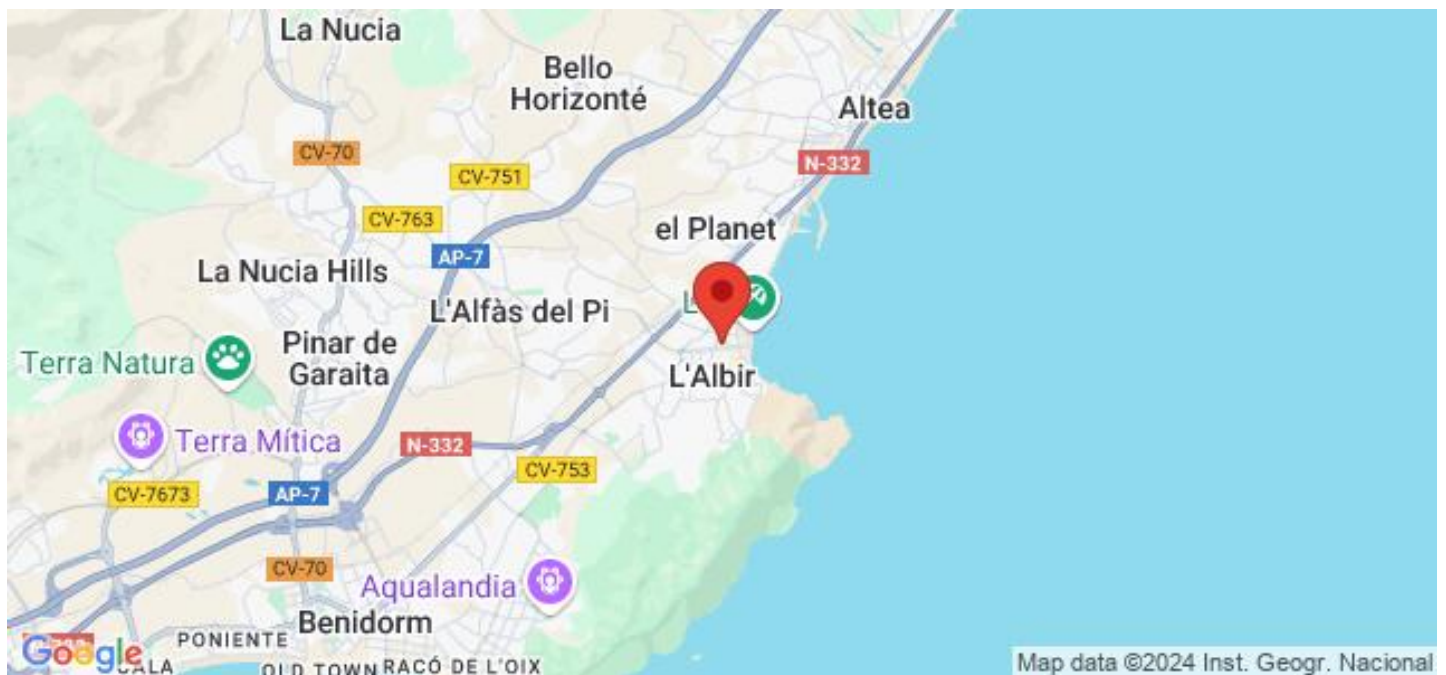 La Nucia
Bello
Horizonté
Altea
CV-70
N-332
CV-751
CV-763
el Planet
AP-7
La Nucia Hills
L'Alfàs del Pi
Pinar de
Garaita
Terra Natura
L'Albir
Terra Mítica
N-332
CV-753
CV-7673
AP-7
CV-70
Aqualandia
Benidorm
PONIENTE
Google
OLD TOWN
RACÓ DE L'OIX
Map data ©2024 Inst. Geogr. Nacional